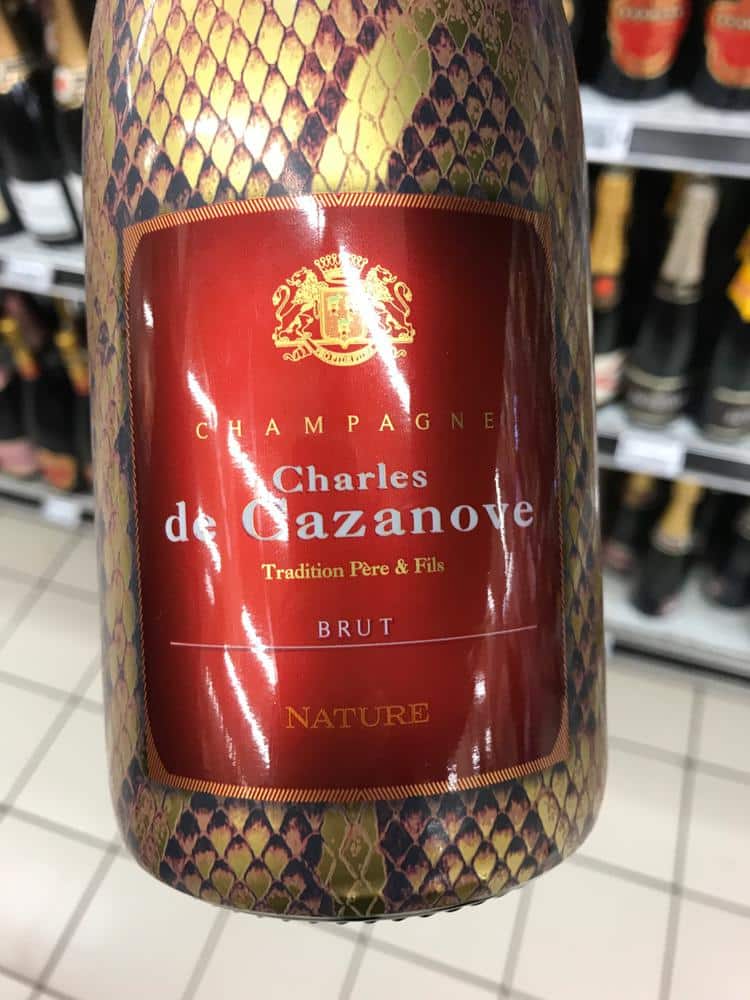 CHAMPAGNE
Charles
de Cazanove
Tradition Père & Fils
BRUT
NATURE